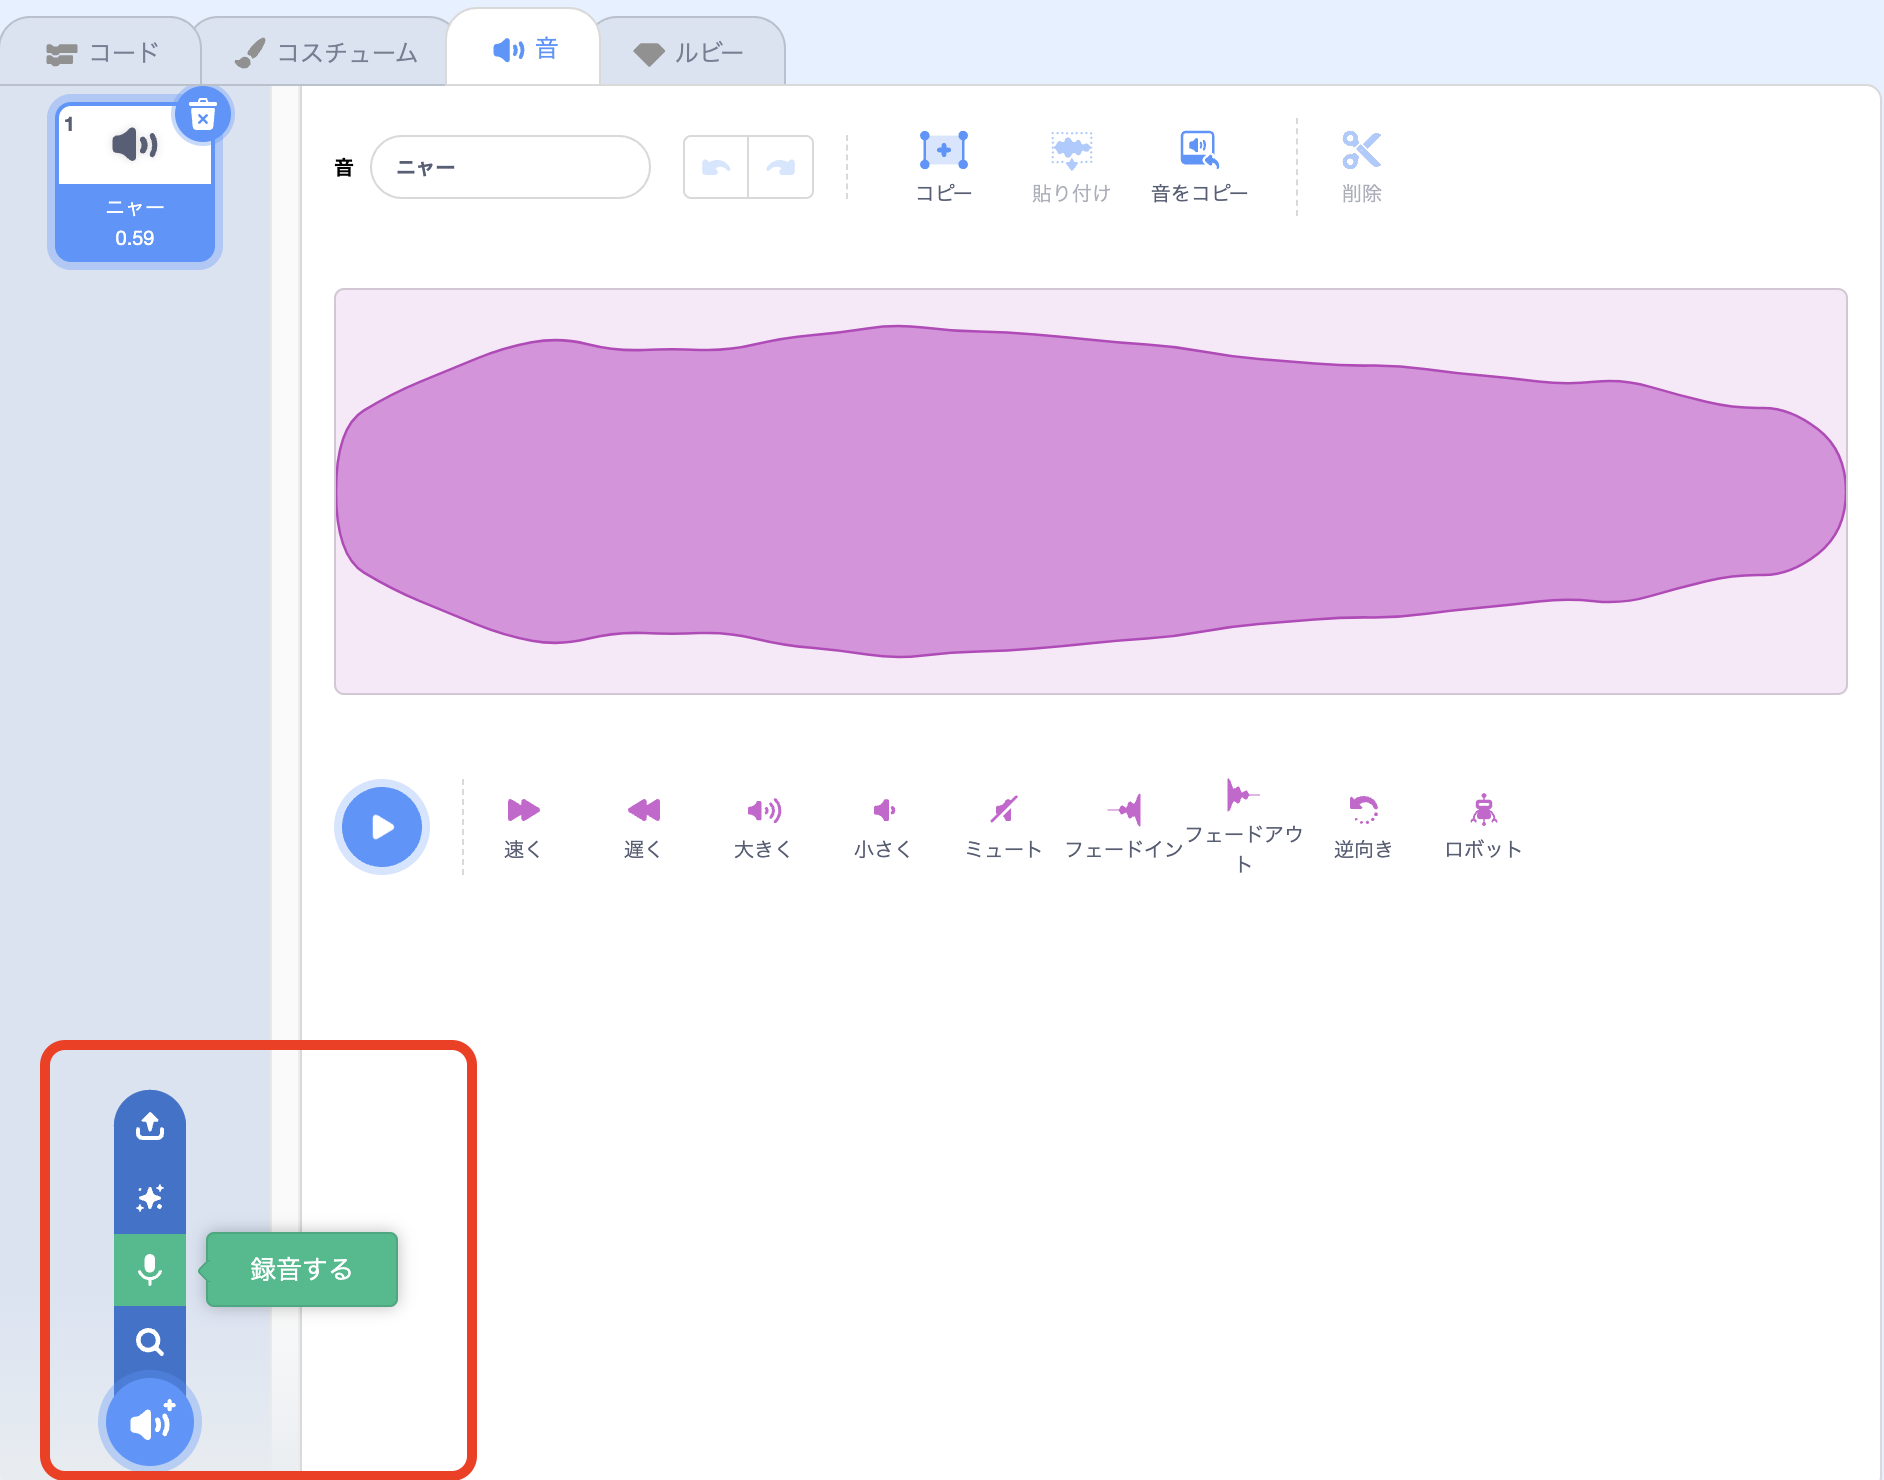 コード
コスチューム
音
ルビー
1
ニャー
0.59
音
ニャー
コピー
貼り付け
音をコピー
削除
速く
遅く
大きく
小さく
ミュート
フェードイン
フェードアウ
ト
逆向き
ロボット
録音する